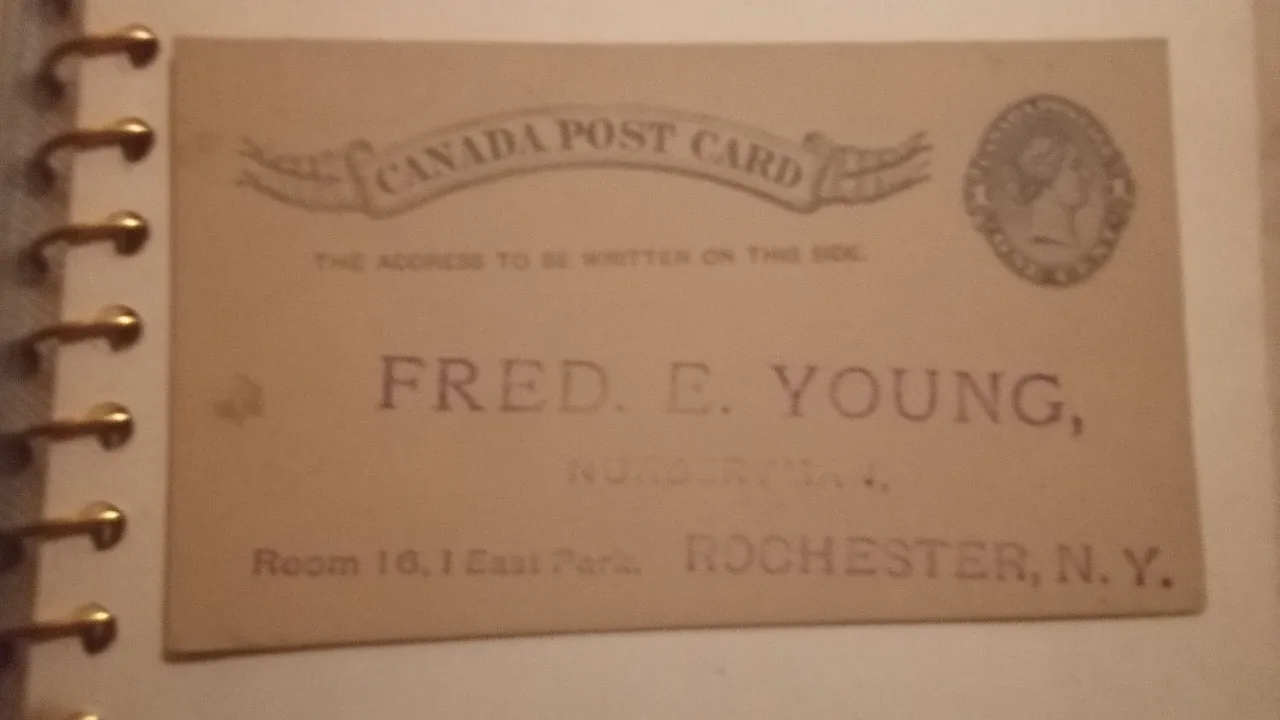 CANADA POST CARD
THE ADDRESS TO BE WRITTEN ON THIS SIDE.
FRED. E. YOUNG,
NURSERYMAN,
Room 16, 1 East Park, ROCHESTER, N. Y.